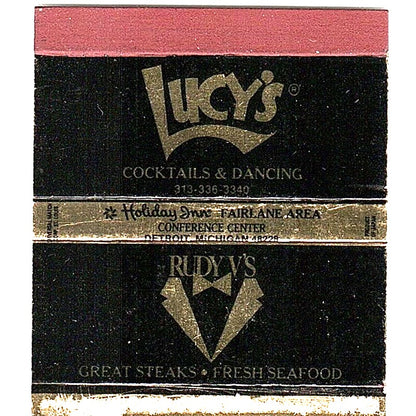 LUCY'S®
COCKTAILS & DANCING
313-336-3340
Holiday Inn® FAIRLANE AREA
CONFERENCE CENTER
DETROIT, MICHIGAN 48228
RUDY V'S
GREAT STEAKS • FRESH SEAFOOD